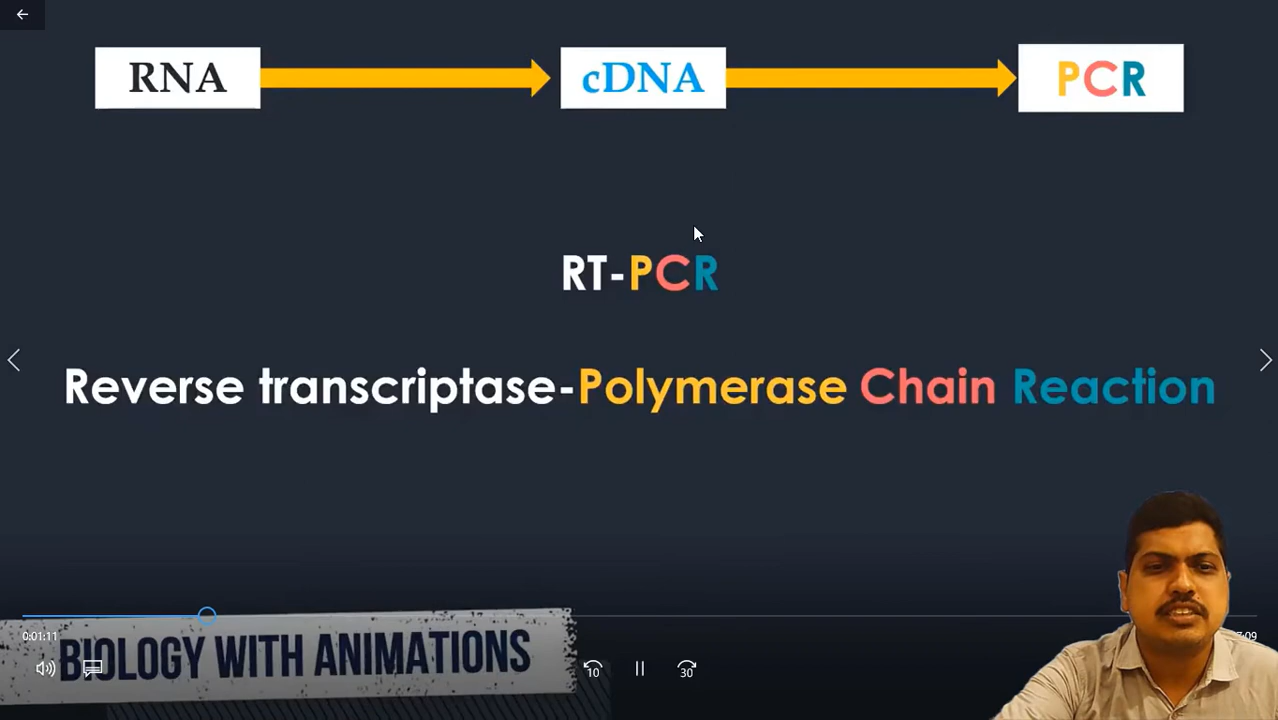 RNA cDNA PCR
RT-PCR
Reverse transcriptase-Polymerase Chain Reaction
0:01:11
BIOLOGY WITH ANIMATIONS
10 30